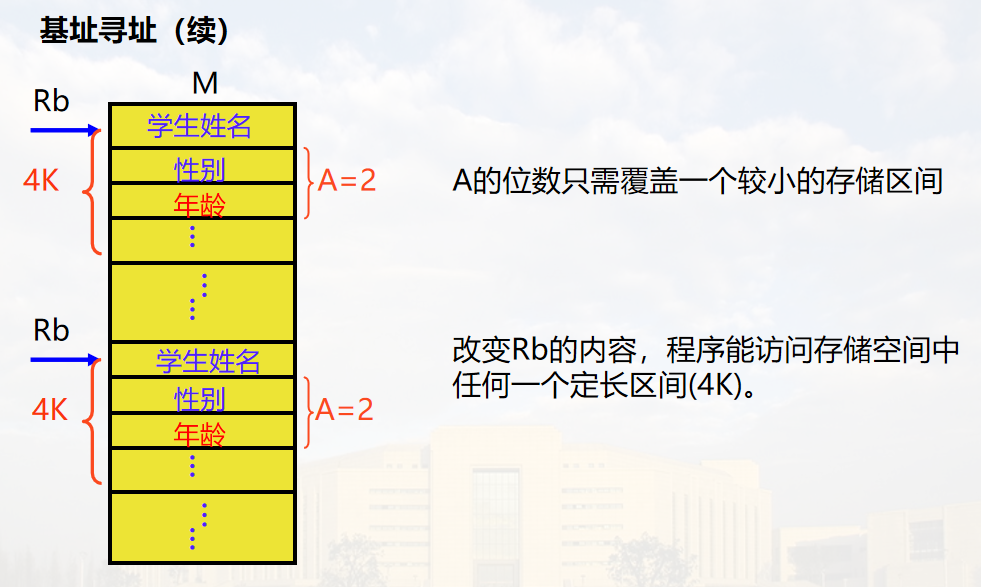 基址寻址（续）
M
Rb
学生姓名
4K
性别
A=2
年龄
A的位数只需覆盖一个较小的存储区间
Rb
学生姓名
改变Rb的内容，程序能访问存储空间中
任何一个定长区间(4K)。
4K
性别
A=2
年龄